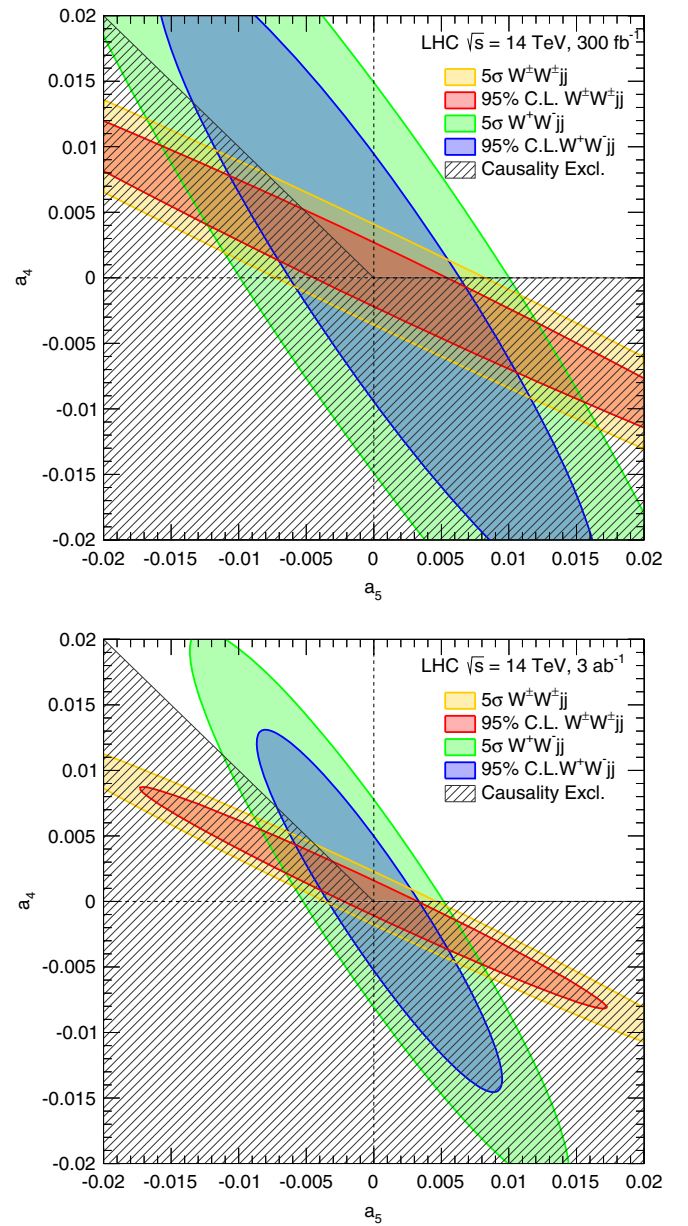 LHC √s = 14 TeV, 300 fb⁻¹
5σ W±W±jj
95% C.L. W±W±jj
5σ W⁺W⁻jj
95% C.L.W⁺W⁻jj
Causality Excl.
0.02
0.015
0.01
0.005
0
-0.005
-0.01
-0.015
-0.02
a₄
-0.02 -0.015 -0.01 -0.005 0 0.005 0.01 0.015 0.02
a₅
LHC √s = 14 TeV, 3 ab⁻¹
5σ W±W±jj
95% C.L. W±W±jj
5σ W⁺W⁻jj
95% C.L.W⁺W⁻jj
Causality Excl.
0.02
0.015
0.01
0.005
0
-0.005
-0.01
-0.015
-0.02
a₄
-0.02 -0.015 -0.01 -0.005 0 0.005 0.01 0.015 0.02
a₅